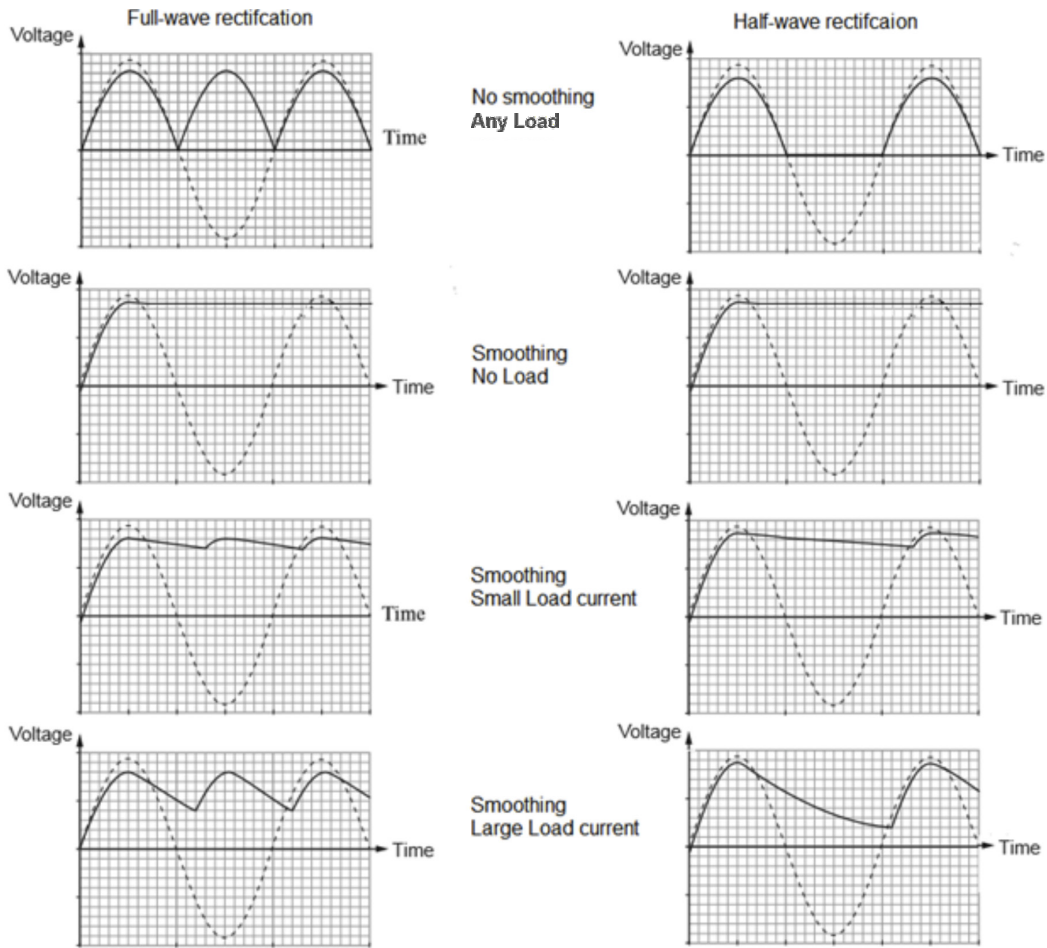 Full-wave rectifcation
Half-wave rectifcaion
Voltage
Time
No smoothing
Any Load
Voltage
Time
Voltage
Time
Smoothing
No Load
Voltage
Time
Voltage
Time
Smoothing
Small Load current
Voltage
Time
Voltage
Time
Smoothing
Large Load current
Voltage
Time